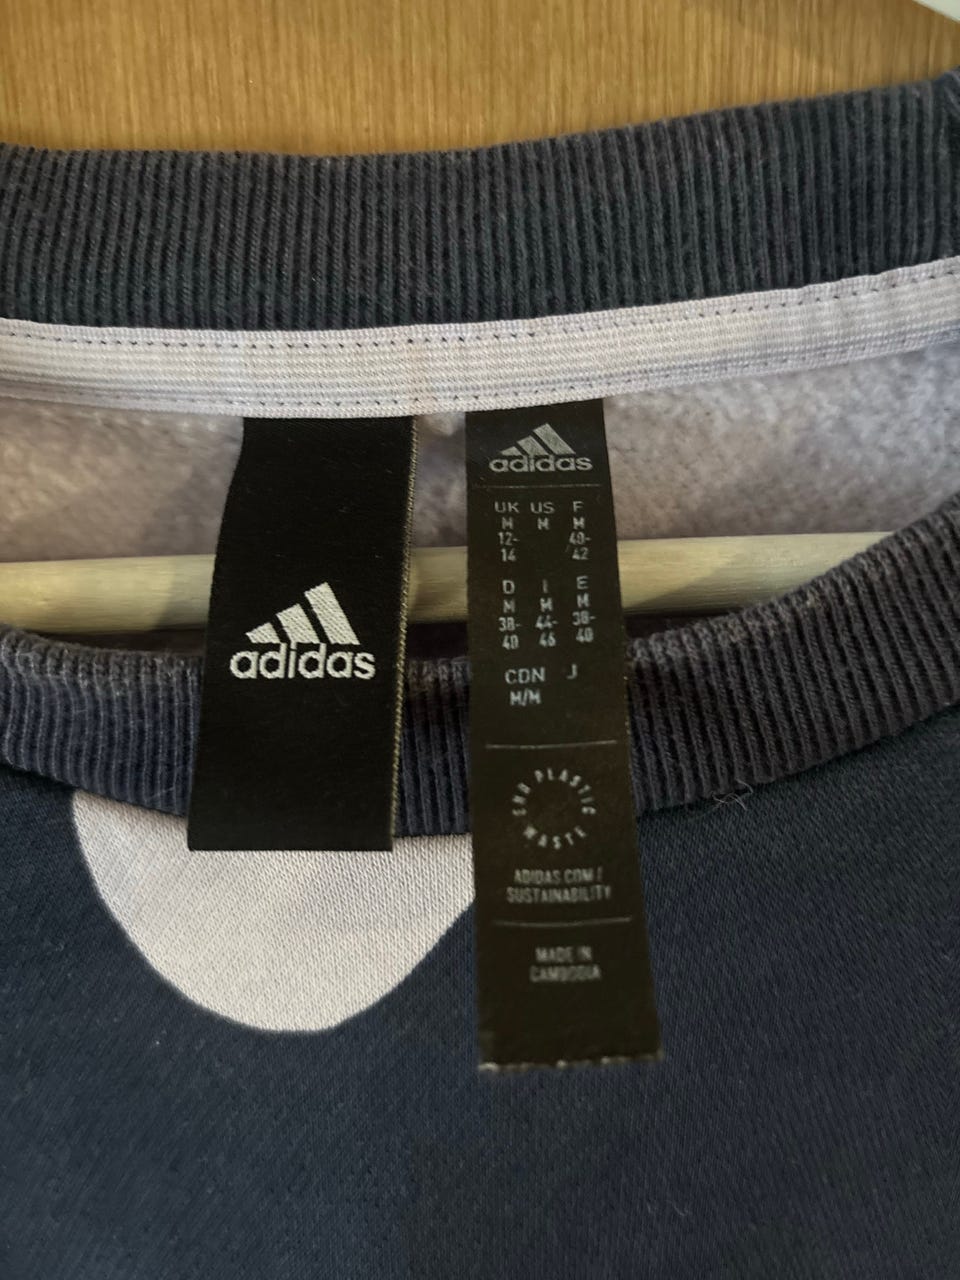 adidas
adidas
UK US F
M M M
12- 40-
14 42
D I E
M M M
38- 44- 38-
40 46 40
CDN J
M/M
END PLASTIC
WASTE
ADIDAS.COM/
SUSTAINABILITY
MADE IN
CAMBODIA